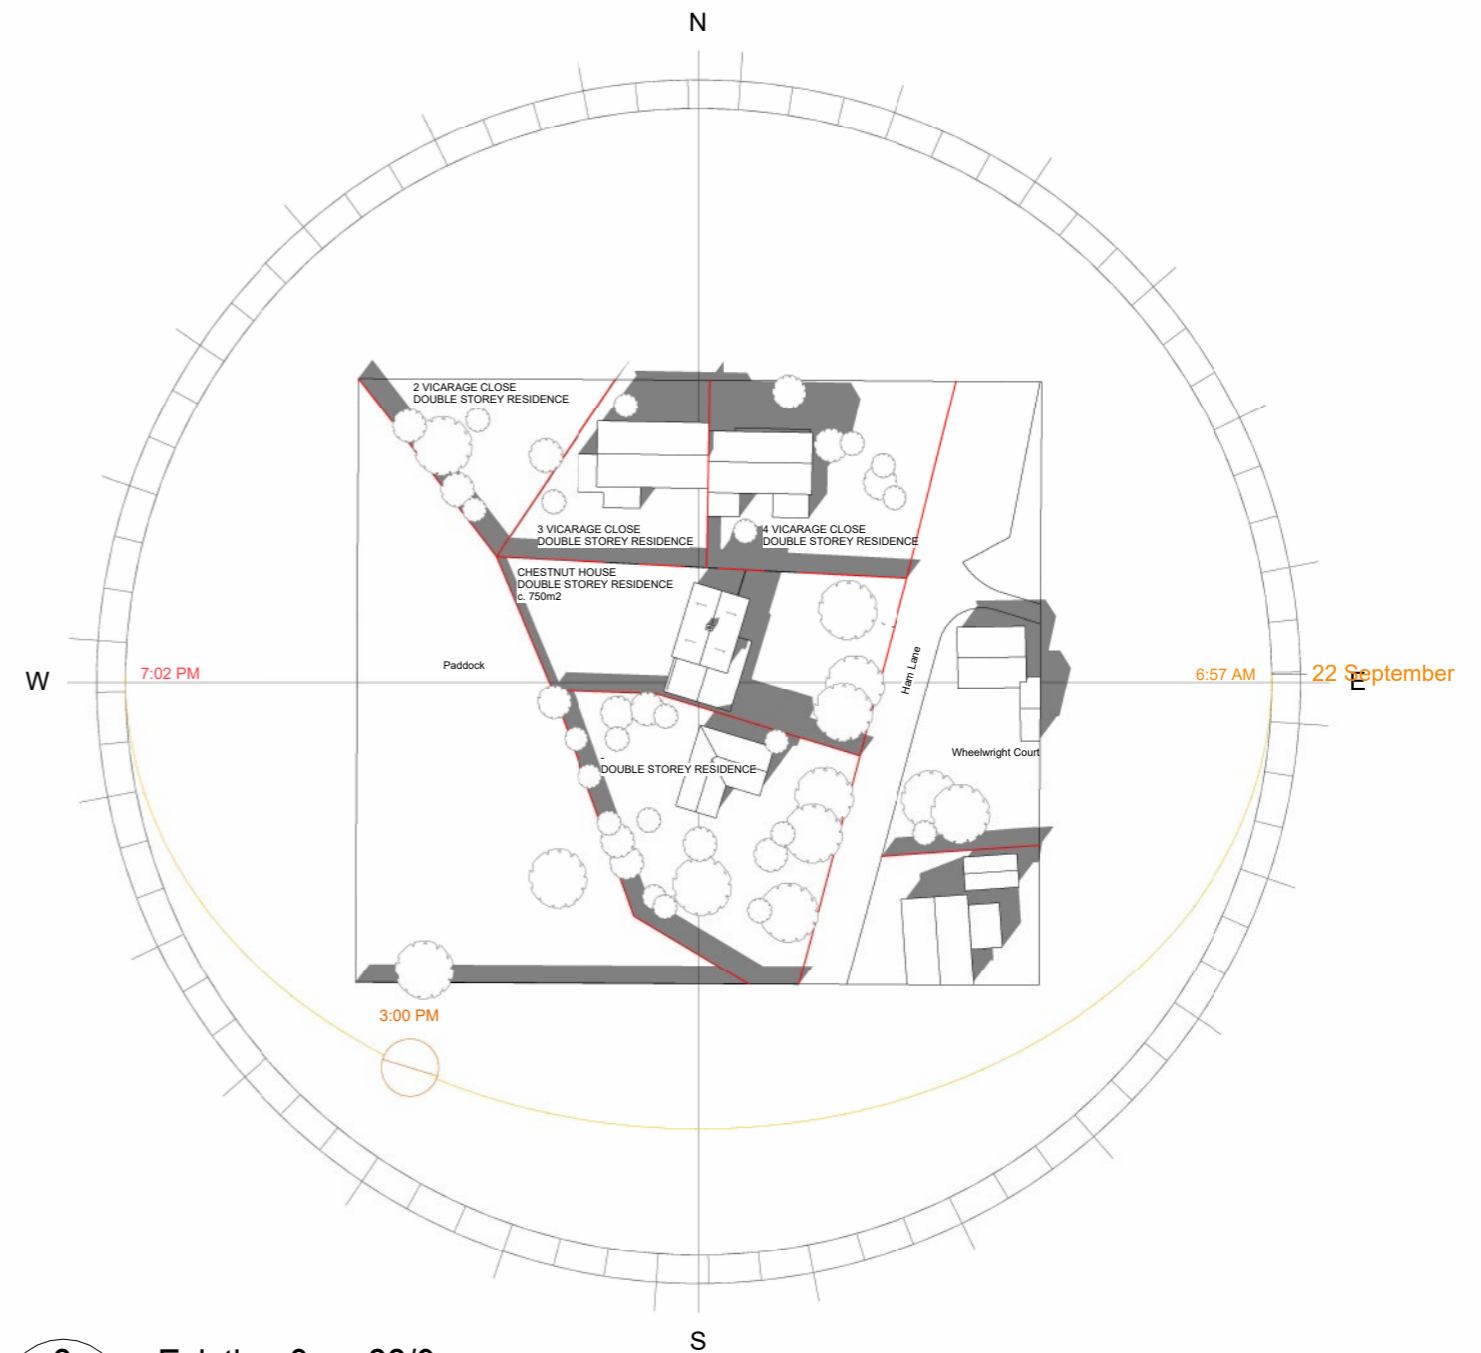 N
2 VICARAGE CLOSE
DOUBLE STOREY RESIDENCE
3 VICARAGE CLOSE
DOUBLE STOREY RESIDENCE
4 VICARAGE CLOSE
DOUBLE STOREY RESIDENCE
CHESTNUT HOUSE
DOUBLE STOREY RESIDENCE
c. 750m2
Ham Lane
Paddock
W
7:02 PM
6:57 AM
22 September
E
Wheelwright Court
DOUBLE STOREY RESIDENCE
3:00 PM
S